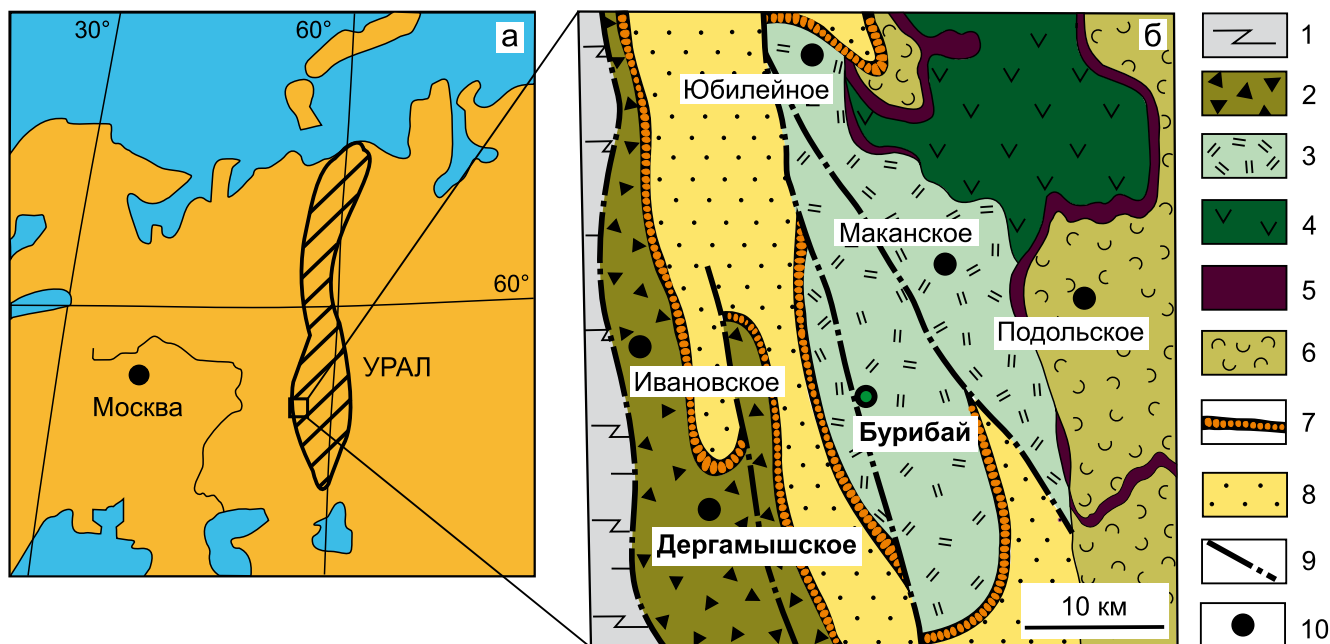 30°
60°
а
60°
УРАЛ
Москва
б
Юбилейное
Маканское
Подольское
Ивановское
Бурибай
Дергамышское
10 км
1
2
3
4
5
6
7
8
9
10